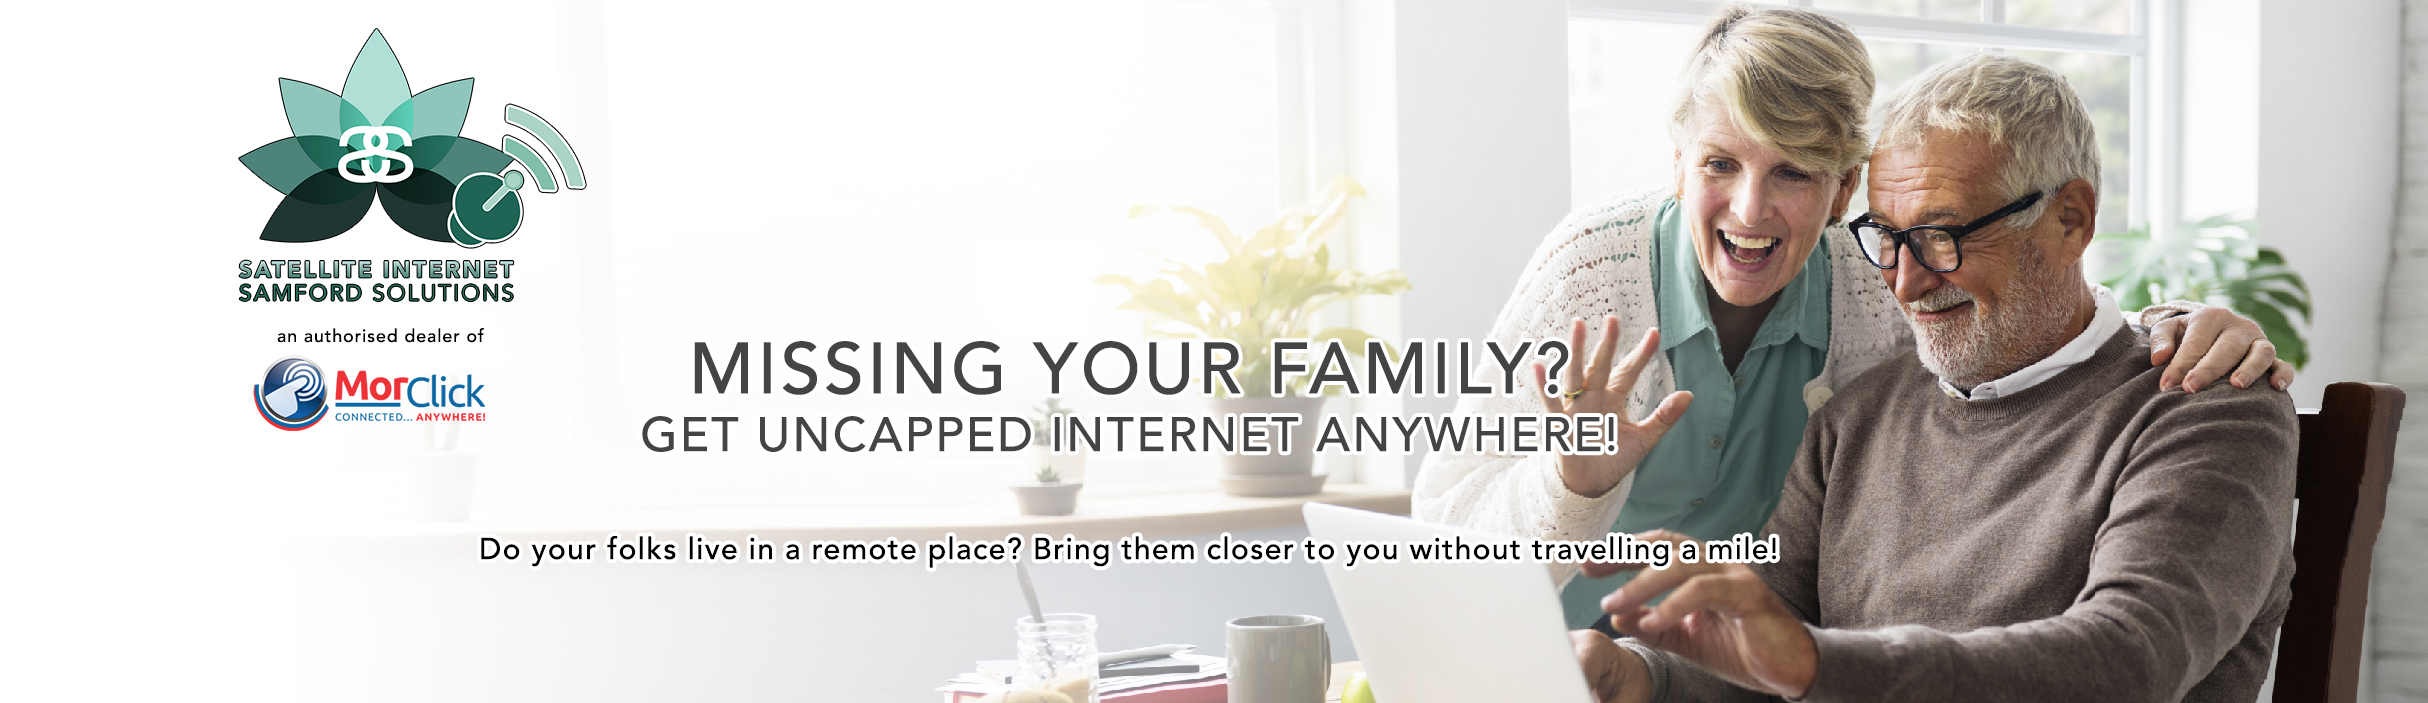 SATELLITE INTERNET
SAMFORD SOLUTIONS
an authorised dealer of
MorClick
CONNECTED... ANYWHERE!
MISSING YOUR FAMILY?
GET UNCAPPED INTERNET ANYWHERE!
Do your folks live in a remote place? Bring them closer to you without travelling a mile!